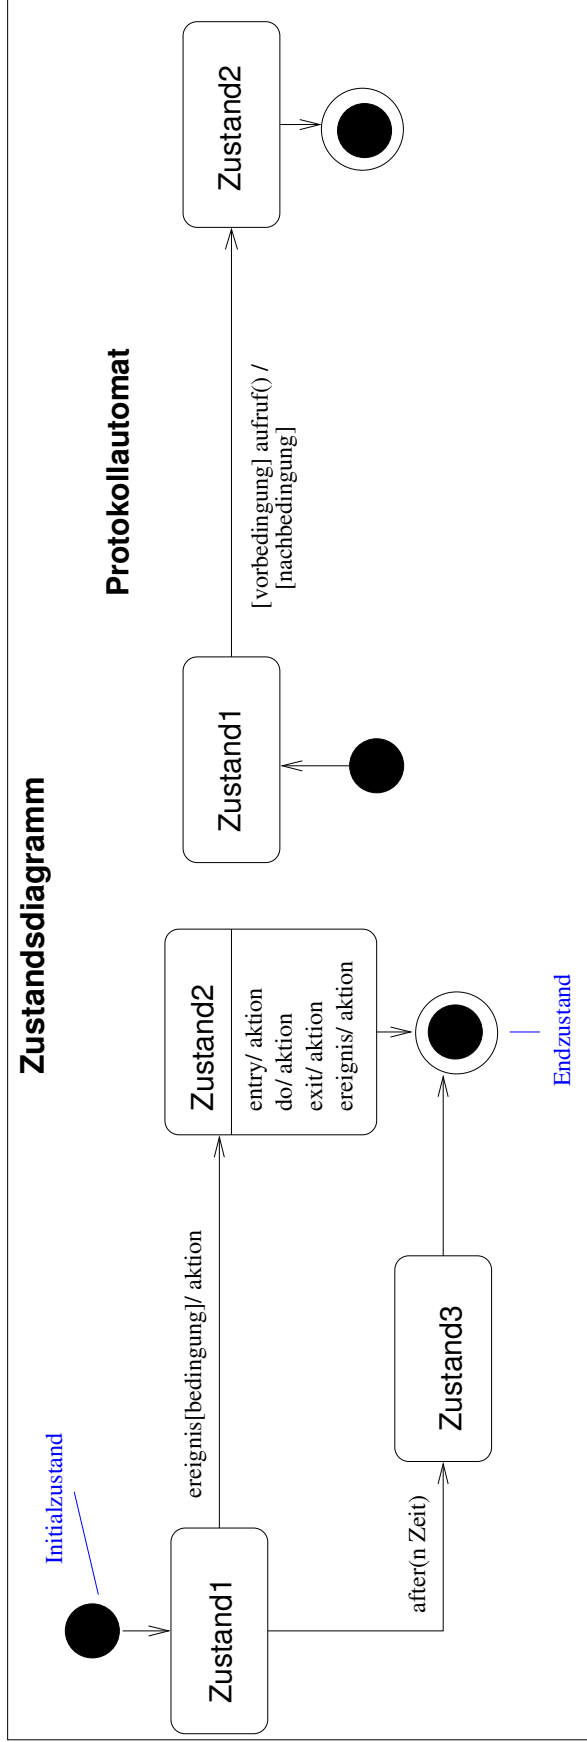 Zustandsdiagramm
Initialzustand
Zustand1
ereignis[bedingung]/ aktion
Zustand2
entry/ aktion
do/ aktion
exit/ aktion
ereignis/ aktion
after(n Zeit)
Zustand3
Endzustand
Protokollautomat
Zustand1
[vorbedingung] aufruf() /
[nachbedingung]
Zustand2